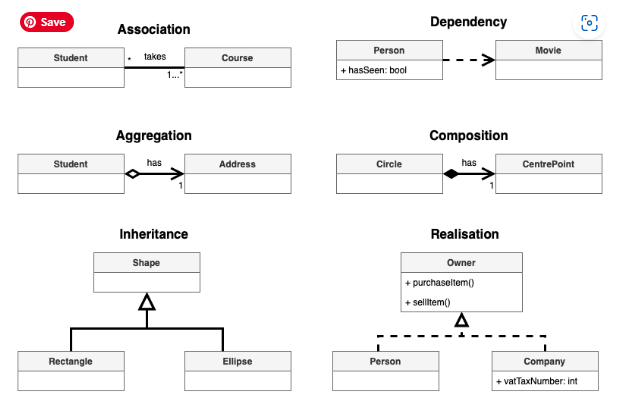 Save
Association
Student
* takes
1...*
Course
Dependency
Person
+ hasSeen: bool
Movie
Aggregation
Student
has
1
Address
Composition
Circle
has
1
CentrePoint
Inheritance
Shape
Rectangle
Ellipse
Realisation
Owner
+ purchaseItem()
+ sellItem()
Person
Company
+ vatTaxNumber: int